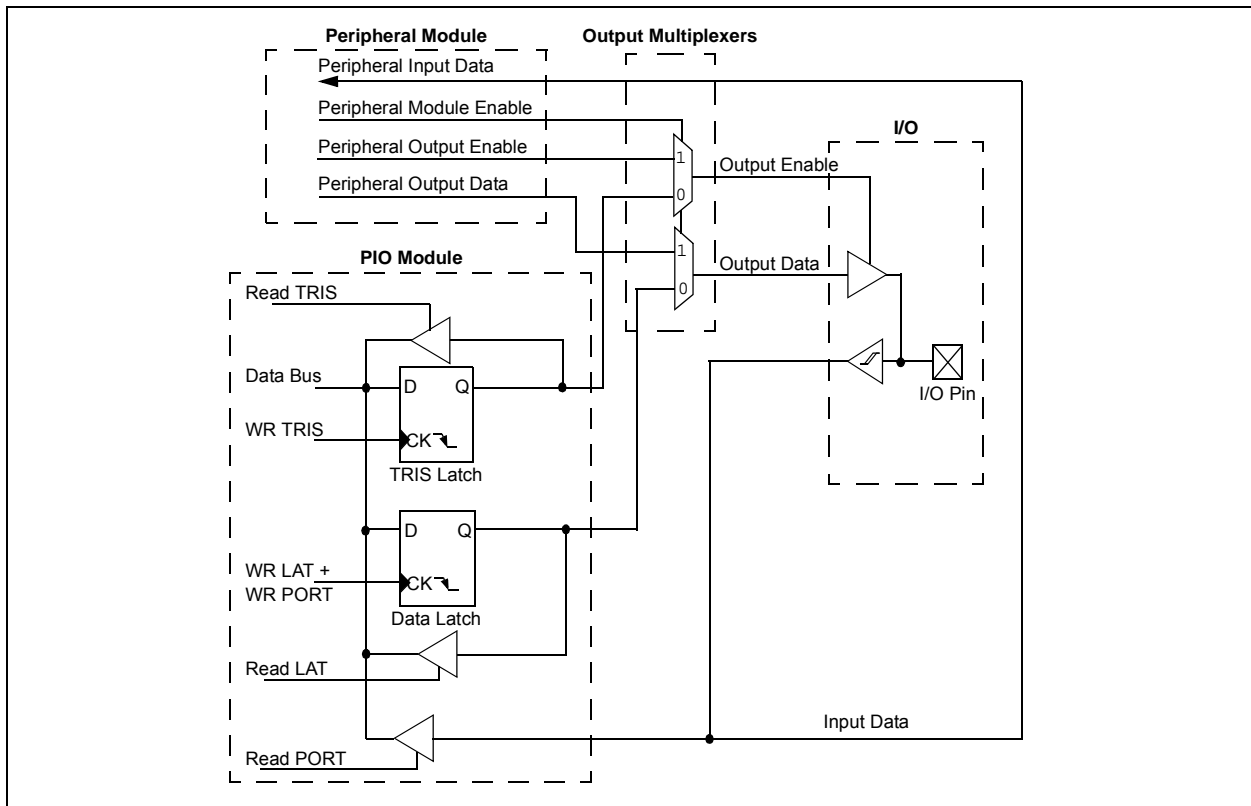 Peripheral Module
Output Multiplexers
Peripheral Input Data
Peripheral Module Enable
Peripheral Output Enable
Peripheral Output Data
1
0
1
0
Output Enable
Output Data
I/O
I/O Pin
PIO Module
Read TRIS
Data Bus
D Q
WR TRIS
CK
TRIS Latch
D Q
WR LAT +
WR PORT
CK
Data Latch
Read LAT
Read PORT
Input Data